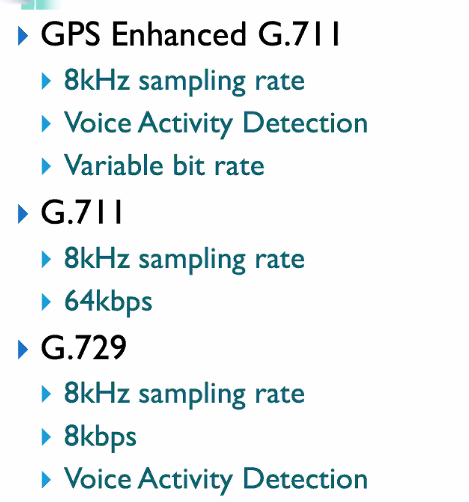 GPS Enhanced G.711
8kHz sampling rate
Voice Activity Detection
Variable bit rate
G.711
8kHz sampling rate
64kbps
G.729
8kHz sampling rate
8kbps
Voice Activity Detection